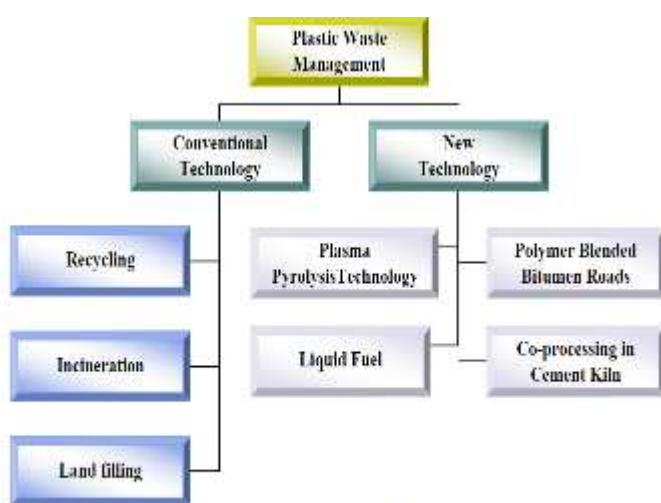 Plastic Waste
Management
Conventional
Technology
New
Technology
Recycling
Plasma
PyrolysisTechnology
Polymer Blended
Bitumen Roads
Incineration
Liquid Fuel
Co-processing in
Cement Kiln
Land filling